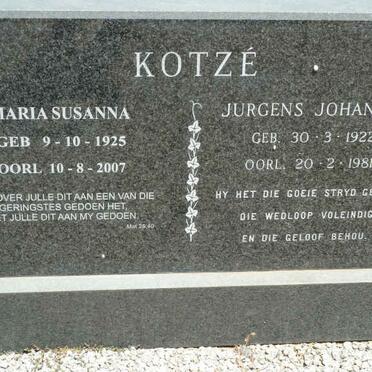 KOTZÉ
MARIA SUSANNA
GEB 9-10-1925
OORL 10-8-2007
OVER JULLE DIT AAN EEN VAN DIE
GERINGSTES GEDOEN HET,
HET JULLE DIT AAN MY GEDOEN.
Mat 25:40
JURGENS JOHAN
GEB. 30·3·1922
OORL. 20·2·1981
HY HET DIE GOEIE STRYD GE
DIE WEDLOOP VOLEINDIG
EN DIE GELOOF BEHOU.